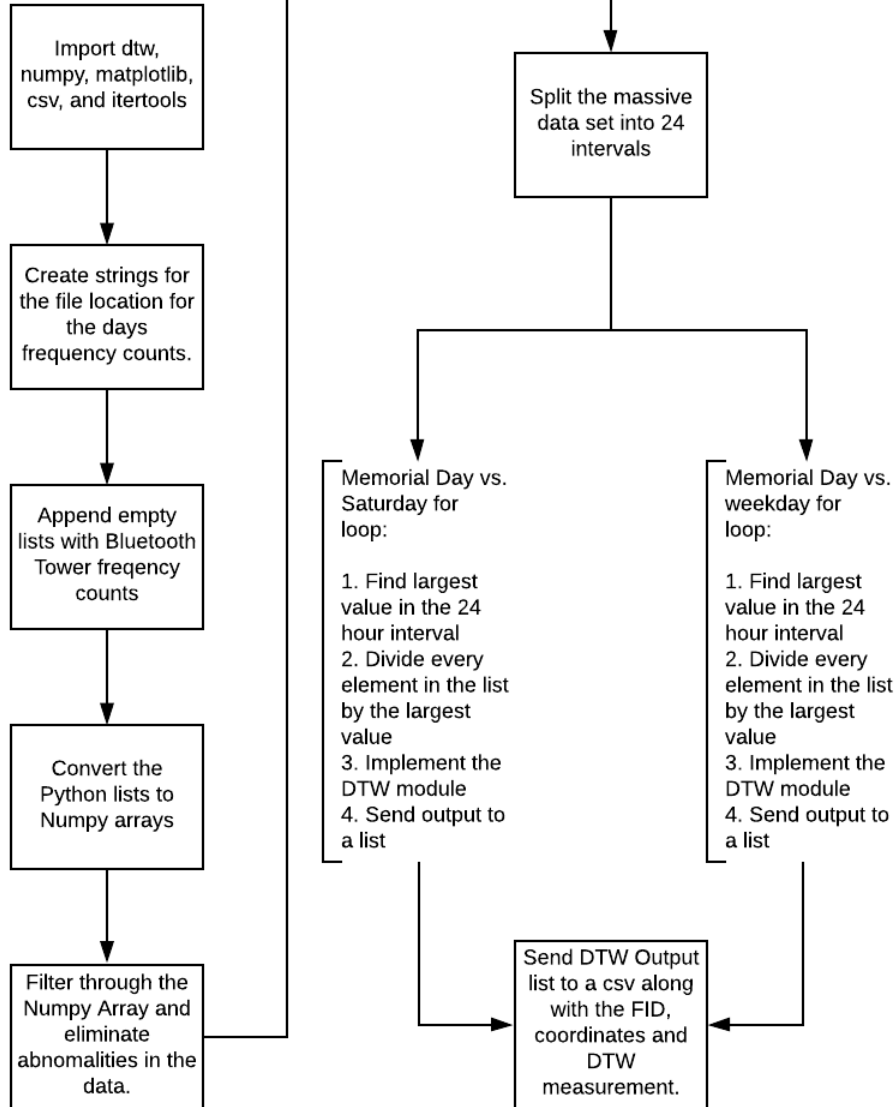 Import dtw,
numpy, matplotlib,
csv, and itertools
Create strings for
the file location for
the days
frequency counts.
Append empty
lists with Bluetooth
Tower freqency
counts
Convert the
Python lists to
Numpy arrays
Filter through the
Numpy Array and
eliminate
abnomalities in the
data.
Split the massive
data set into 24
intervals
Memorial Day vs.
Saturday for
loop:
1. Find largest
value in the 24
hour interval
2. Divide every
element in the list
by the largest
value
3. Implement the
DTW module
4. Send output to
a list
Memorial Day vs.
weekday for
loop:
1. Find largest
value in the 24
hour interval
2. Divide every
element in the list
by the largest
value
3. Implement the
DTW module
4. Send output to
a list
Send DTW Output
list to a csv along
with the FID,
coordinates and
DTW
measurement.